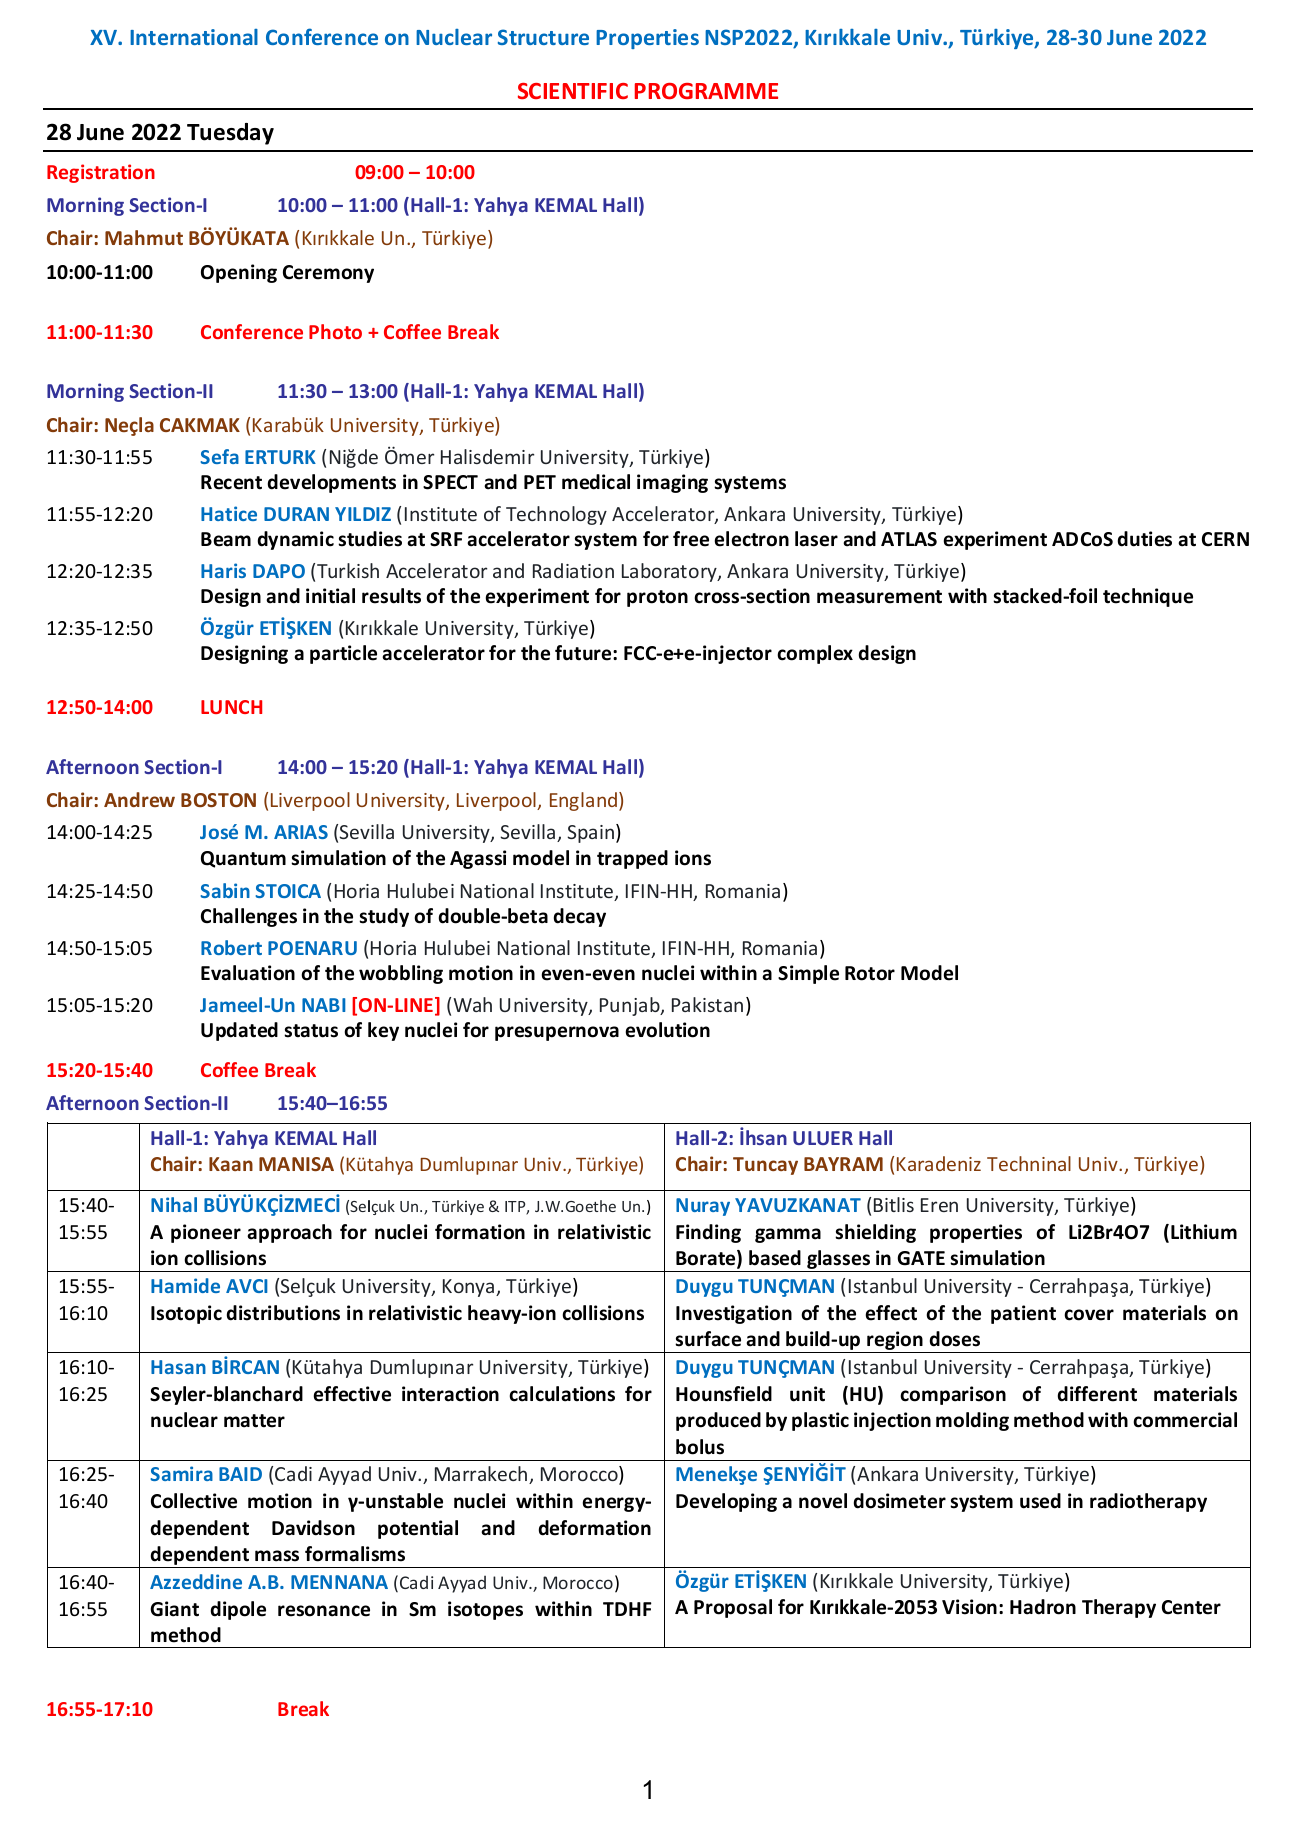 XV. International Conference on Nuclear Structure Properties NSP2022, Kırıkkale Univ., Türkiye, 28-30 June 2022
SCIENTIFIC PROGRAMME
28 June 2022 Tuesday
Registration 09:00 – 10:00
Morning Section-I 10:00 – 11:00 (Hall-1: Yahya KEMAL Hall)
Chair: Mahmut BÖYÜKATA (Kırıkkale Un., Türkiye)
10:00-11:00 Opening Ceremony
11:00-11:30 Conference Photo + Coffee Break
Morning Section-II 11:30 – 13:00 (Hall-1: Yahya KEMAL Hall)
Chair: Neçla CAKMAK (Karabük University, Türkiye)
11:30-11:55 Sefa ERTURK (Niğde Ömer Halisdemir University, Türkiye)
Recent developments in SPECT and PET medical imaging systems
11:55-12:20 Hatice DURAN YILDIZ (Institute of Technology Accelerator, Ankara University, Türkiye)
Beam dynamic studies at SRF accelerator system for free electron laser and ATLAS experiment ADCoS duties at CERN
12:20-12:35 Haris DAPO (Turkish Accelerator and Radiation Laboratory, Ankara University, Türkiye)
Design and initial results of the experiment for proton cross-section measurement with stacked-foil technique
12:35-12:50 Özgür ETİŞKEN (Kırıkkale University, Türkiye)
Designing a particle accelerator for the future: FCC-e+e-injector complex design
12:50-14:00 LUNCH
Afternoon Section-I 14:00 – 15:20 (Hall-1: Yahya KEMAL Hall)
Chair: Andrew BOSTON (Liverpool University, Liverpool, England)
14:00-14:25 José M. ARIAS (Sevilla University, Sevilla, Spain)
Quantum simulation of the Agassi model in trapped ions
14:25-14:50 Sabin STOICA (Horia Hulubei National Institute, IFIN-HH, Romania)
Challenges in the study of double-beta decay
14:50-15:05 Robert POENARU (Horia Hulubei National Institute, IFIN-HH, Romania)
Evaluation of the wobbling motion in even-even nuclei within a Simple Rotor Model
15:05-15:20 Jameel-Un NABI [ON-LINE] (Wah University, Punjab, Pakistan)
Updated status of key nuclei for presupernova evolution
15:20-15:40 Coffee Break
Afternoon Section-II 15:40–16:55
Hall-1: Yahya KEMAL Hall
Chair: Kaan MANISA (Kütahya Dumlupınar Univ., Türkiye)
Hall-2: İhsan ULUER Hall
Chair: Tuncay BAYRAM (Karadeniz Techninal Univ., Türkiye)
15:40-
15:55
Nihal BÜYÜKÇİZMECİ (Selçuk Un., Türkiye & ITP, J.W.Goethe Un.)
A pioneer approach for nuclei formation in relativistic
ion collisions
Nuray YAVUZKANAT (Bitlis Eren University, Türkiye)
Finding gamma shielding properties of Li2Br4O7 (Lithium
Borate) based glasses in GATE simulation
15:55-
16:10
Hamide AVCI (Selçuk University, Konya, Türkiye)
Isotopic distributions in relativistic heavy-ion collisions
Duygu TUNÇMAN (Istanbul University - Cerrahpaşa, Türkiye)
Investigation of the effect of the patient cover materials on
surface and build-up region doses
16:10-
16:25
Hasan BİRCAN (Kütahya Dumlupınar University, Türkiye)
Seyler-blanchard effective interaction calculations for
nuclear matter
Duygu TUNÇMAN (Istanbul University - Cerrahpaşa, Türkiye)
Hounsfield unit (HU) comparison of different materials
produced by plastic injection molding method with commercial
bolus
16:25-
16:40
Samira BAID (Cadi Ayyad Univ., Marrakech, Morocco)
Collective motion in γ-unstable nuclei within energy-
dependent Davidson potential and deformation
dependent mass formalisms
Menekşe ŞENYİĞİT (Ankara University, Türkiye)
Developing a novel dosimeter system used in radiotherapy
16:40-
16:55
Azzeddine A.B. MENNANA (Cadi Ayyad Univ., Morocco)
Giant dipole resonance in Sm isotopes within TDHF
method
Özgür ETİŞKEN (Kırıkkale University, Türkiye)
A Proposal for Kırıkkale-2053 Vision: Hadron Therapy Center
16:55-17:10 Break
1